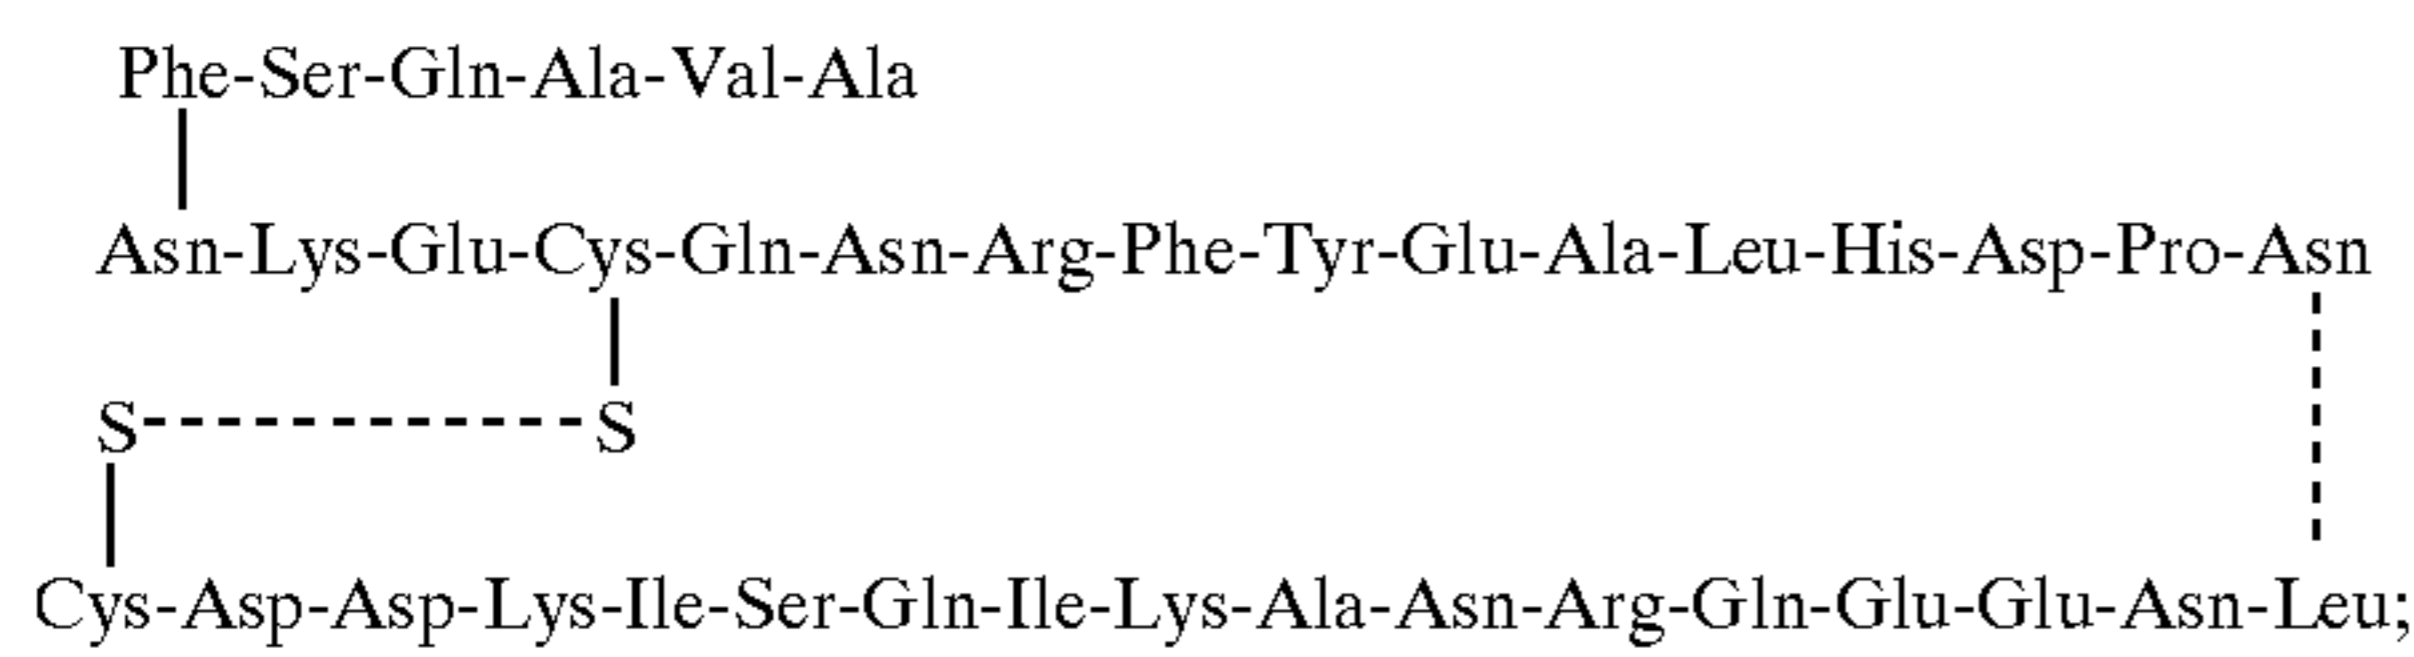 Phe-Ser-Gln-Ala-Val-Ala
Asn-Lys-Glu-Cys-Gln-Asn-Arg-Phe-Tyr-Glu-Ala-Leu-His-Asp-Pro-Asn
S S
Cys-Asp-Asp-Lys-Ile-Ser-Gln-Ile-Lys-Ala-Asn-Arg-Gln-Glu-Glu-Asn-Leu;